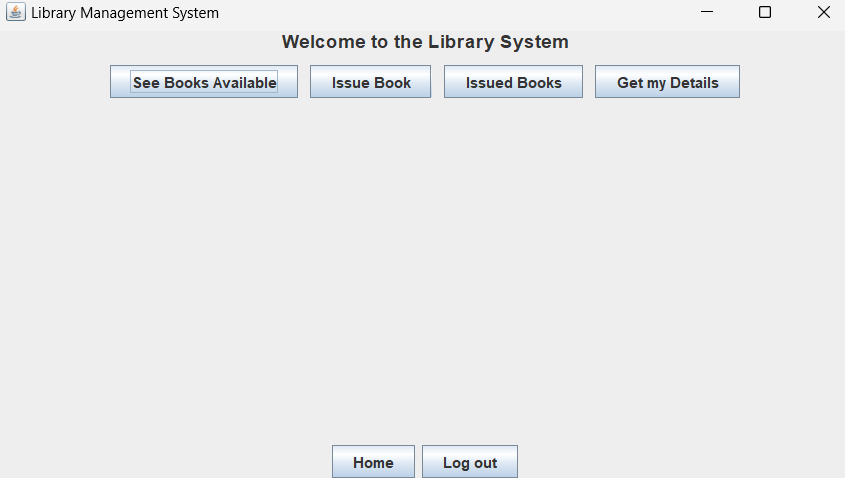 Library Management System
Welcome to the Library System
See Books Available Issue Book Issued Books Get my Details
Home Log out